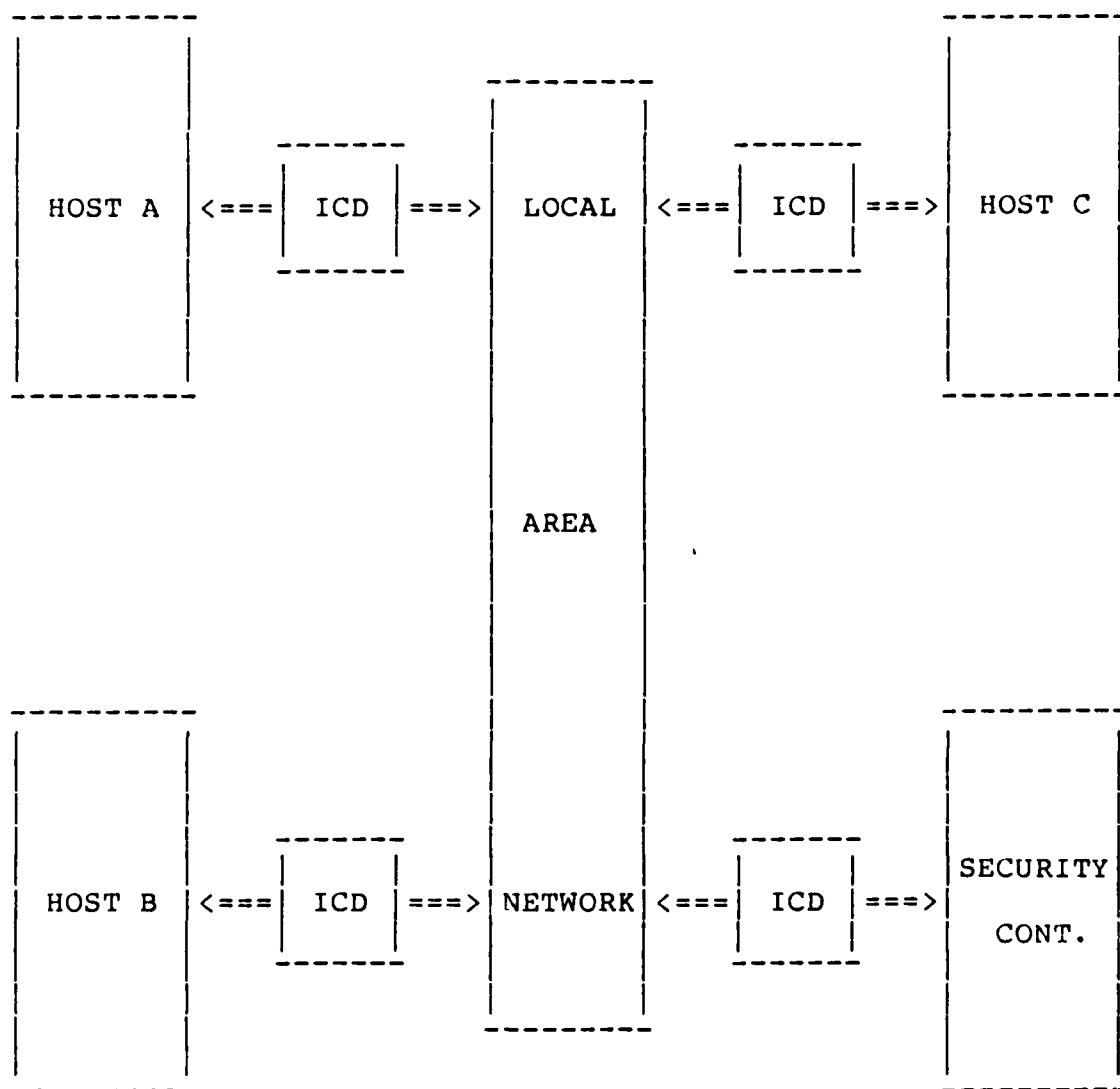 HOST A <===| ICD |===> LOCAL <===| ICD |===> HOST C
AREA
HOST B <===| ICD |===> NETWORK <===| ICD |===> SECURITY
CONT.